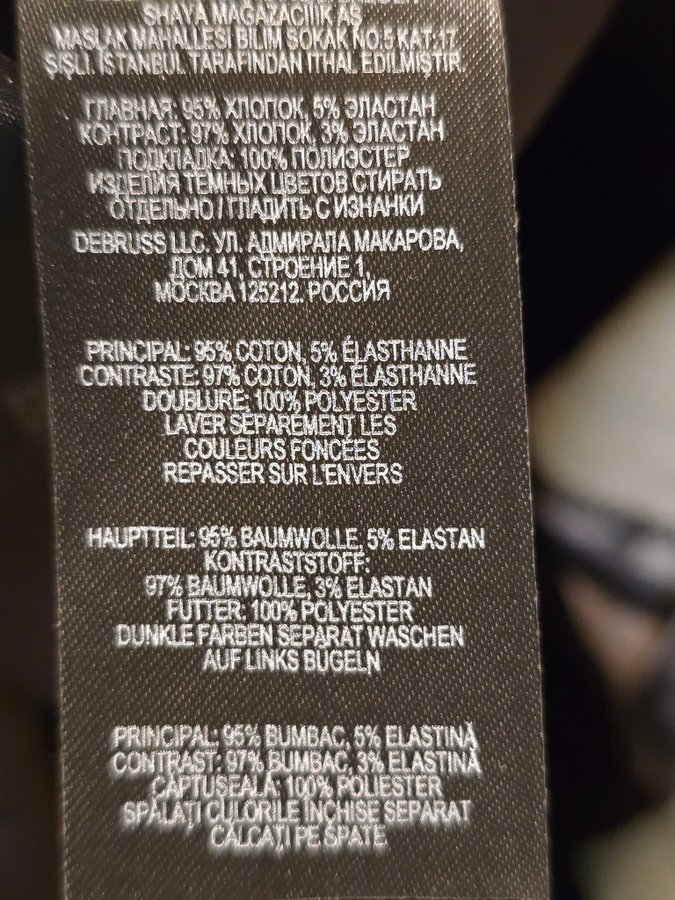 SHAYA MAĞAZACILIK AŞ
MASLAK MAHALLESİ BİLİM SOKAK NO:5 KAT:17
ŞİŞLİ. İSTANBUL TARAFINDAN İTHAL EDİLMİŞTİR.
ГЛАВНАЯ: 95% ХЛОПОК, 5% ЭЛАСТАН
КОНТРАСТ: 97% ХЛОПОК, 3% ЭЛАСТАН
ПОДКЛАДКА: 100% ПОЛИЭСТЕР
ИЗДЕЛИЯ ТЕМНЫХ ЦВЕТОВ СТИРАТЬ
ОТДЕЛЬНО / ГЛАДИТЬ С ИЗНАНКИ
DEBRUSS LLC. УЛ. АДМИРАЛА МАКАРОВА,
ДОМ 41, СТРОЕНИЕ 1,
МОСКВА 125212. РОССИЯ
PRINCIPAL: 95% COTON, 5% ÉLASTHANNE
CONTRASTE: 97% COTON, 3% ÉLASTHANNE
DOUBLURE: 100% POLYESTER
LAVER SEPAREMENT LES
COULEURS FONCÉES
REPASSER SUR L'ENVERS
HAUPTTEIL: 95% BAUMWOLLE, 5% ELASTAN
KONTRASTSTOFF:
97% BAUMWOLLE, 3% ELASTAN
FUTTER: 100% POLYESTER
DUNKLE FARBEN SEPARAT WASCHEN
AUF LINKS BÜGELN
PRINCIPAL: 95% BUMBAC, 5% ELASTINĂ
CONTRAST: 97% BUMBAC, 3% ELASTINĂ
CĂPTUȘEALĂ: 100% POLIESTER
SPĂLAȚI CULORILE ÎNCHISE SEPARAT
CĂLCAȚI PE SPATE